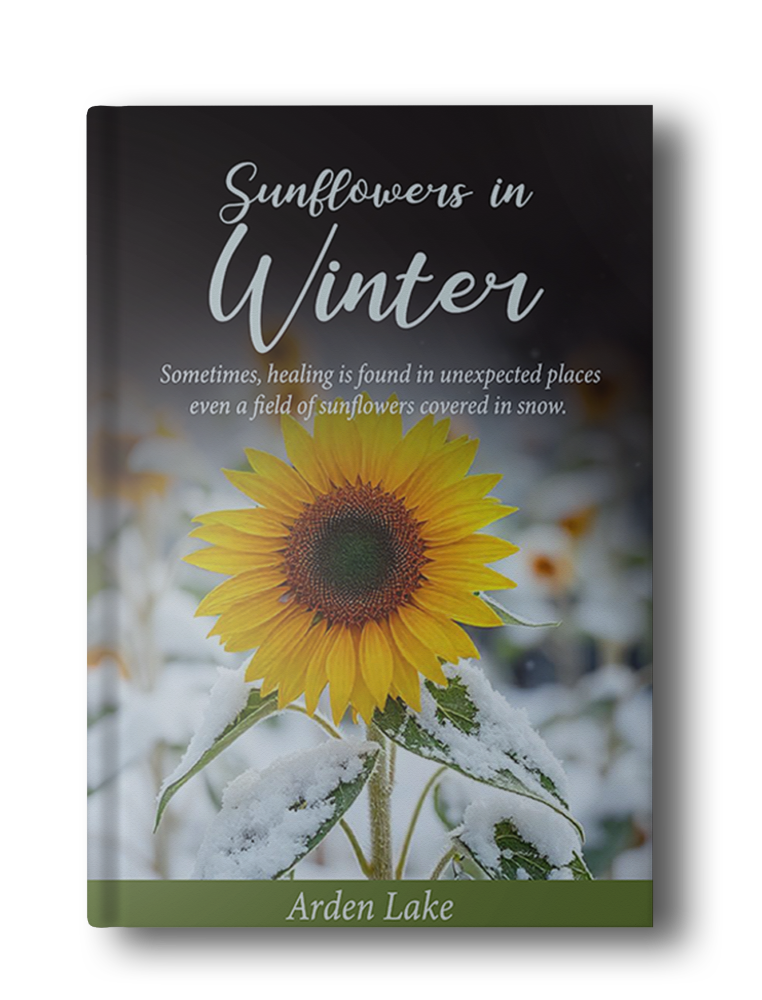 Sunflowers in
Winter
Sometimes, healing is found in unexpected places
even a field of sunflowers covered in snow.
Arden Lake